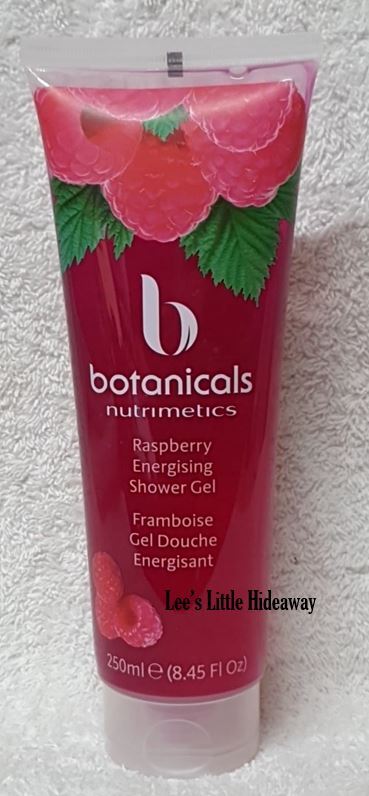 b
botanicals
nutrimetics
Raspberry
Energising
Shower Gel
Framboise
Gel Douche
Energisant
Lee's Little Hideaway
250ml ℮ (8.45 Fl Oz)